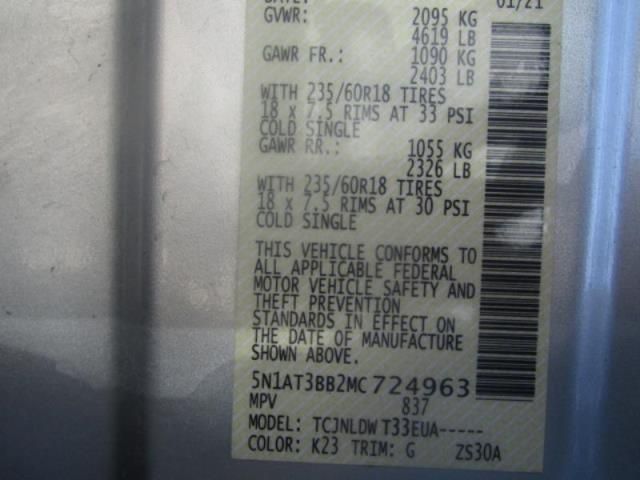 DATE: 01/21
GVWR: 2095 KG
4619 LB
GAWR FR.: 1090 KG
2403 LB
WITH 235/60R18 TIRES
18 x 7.5 RIMS AT 33 PSI
COLD SINGLE
GAWR RR.: 1055 KG
2326 LB
WITH 235/60R18 TIRES
18 x 7.5 RIMS AT 30 PSI
COLD SINGLE
THIS VEHICLE CONFORMS TO
ALL APPLICABLE FEDERAL
MOTOR VEHICLE SAFETY AND
THEFT PREVENTION
STANDARDS IN EFFECT ON
THE DATE OF MANUFACTURE
SHOWN ABOVE.
5N1AT3BB2MC724963
MPV 837
MODEL: TCJNLDW T33EUA-----
COLOR: K23 TRIM: G ZS30A